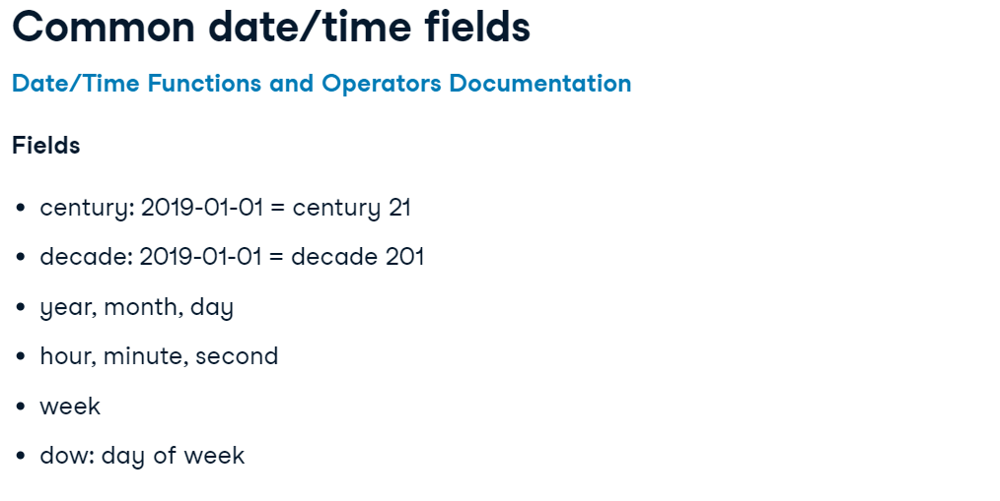 Common date/time fields
Date/Time Functions and Operators Documentation
Fields
• century: 2019-01-01 = century 21
• decade: 2019-01-01 = decade 201
• year, month, day
• hour, minute, second
• week
• dow: day of week